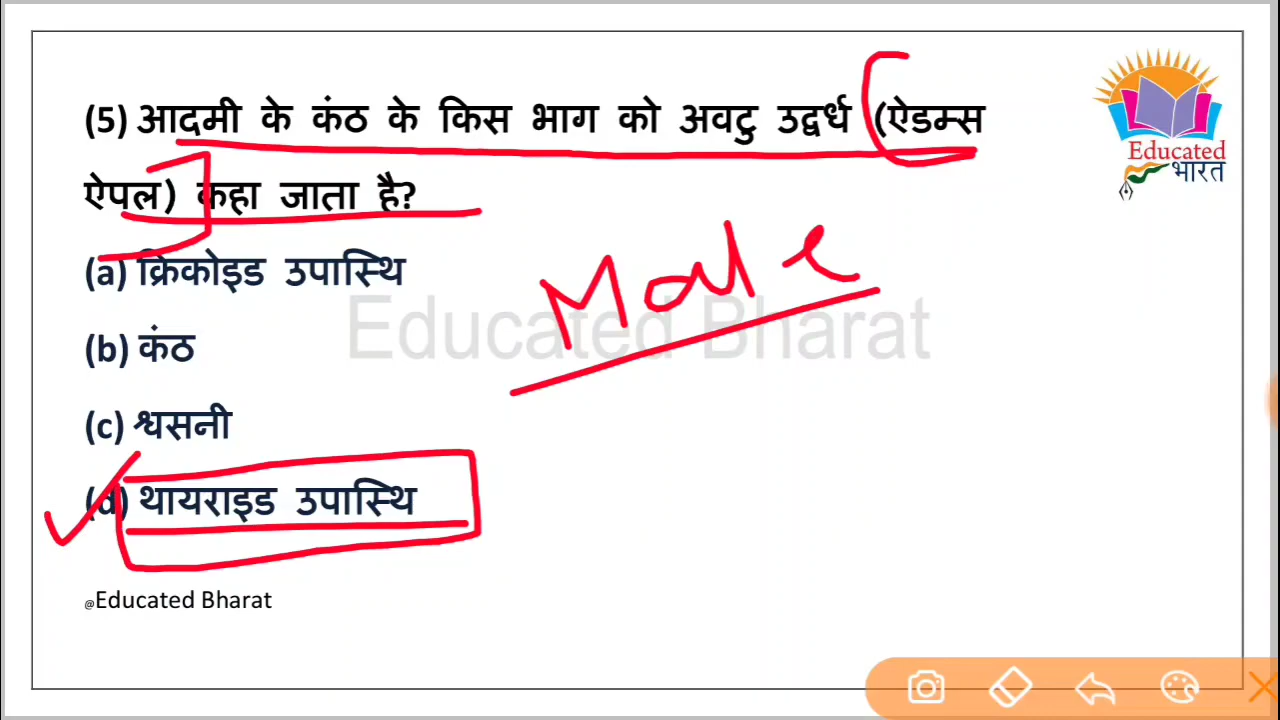 (5) आदमी के कंठ के किस भाग को अवटु उद्वर्ध (ऐडम्स
ऐपल) कहा जाता है?
(a) क्रिकोइड उपास्थि
(b) कंठ
(c) श्वसनी
(d) थायराइड उपास्थि
@Educated Bharat
Male
Educated Bharat
Educated
भारत